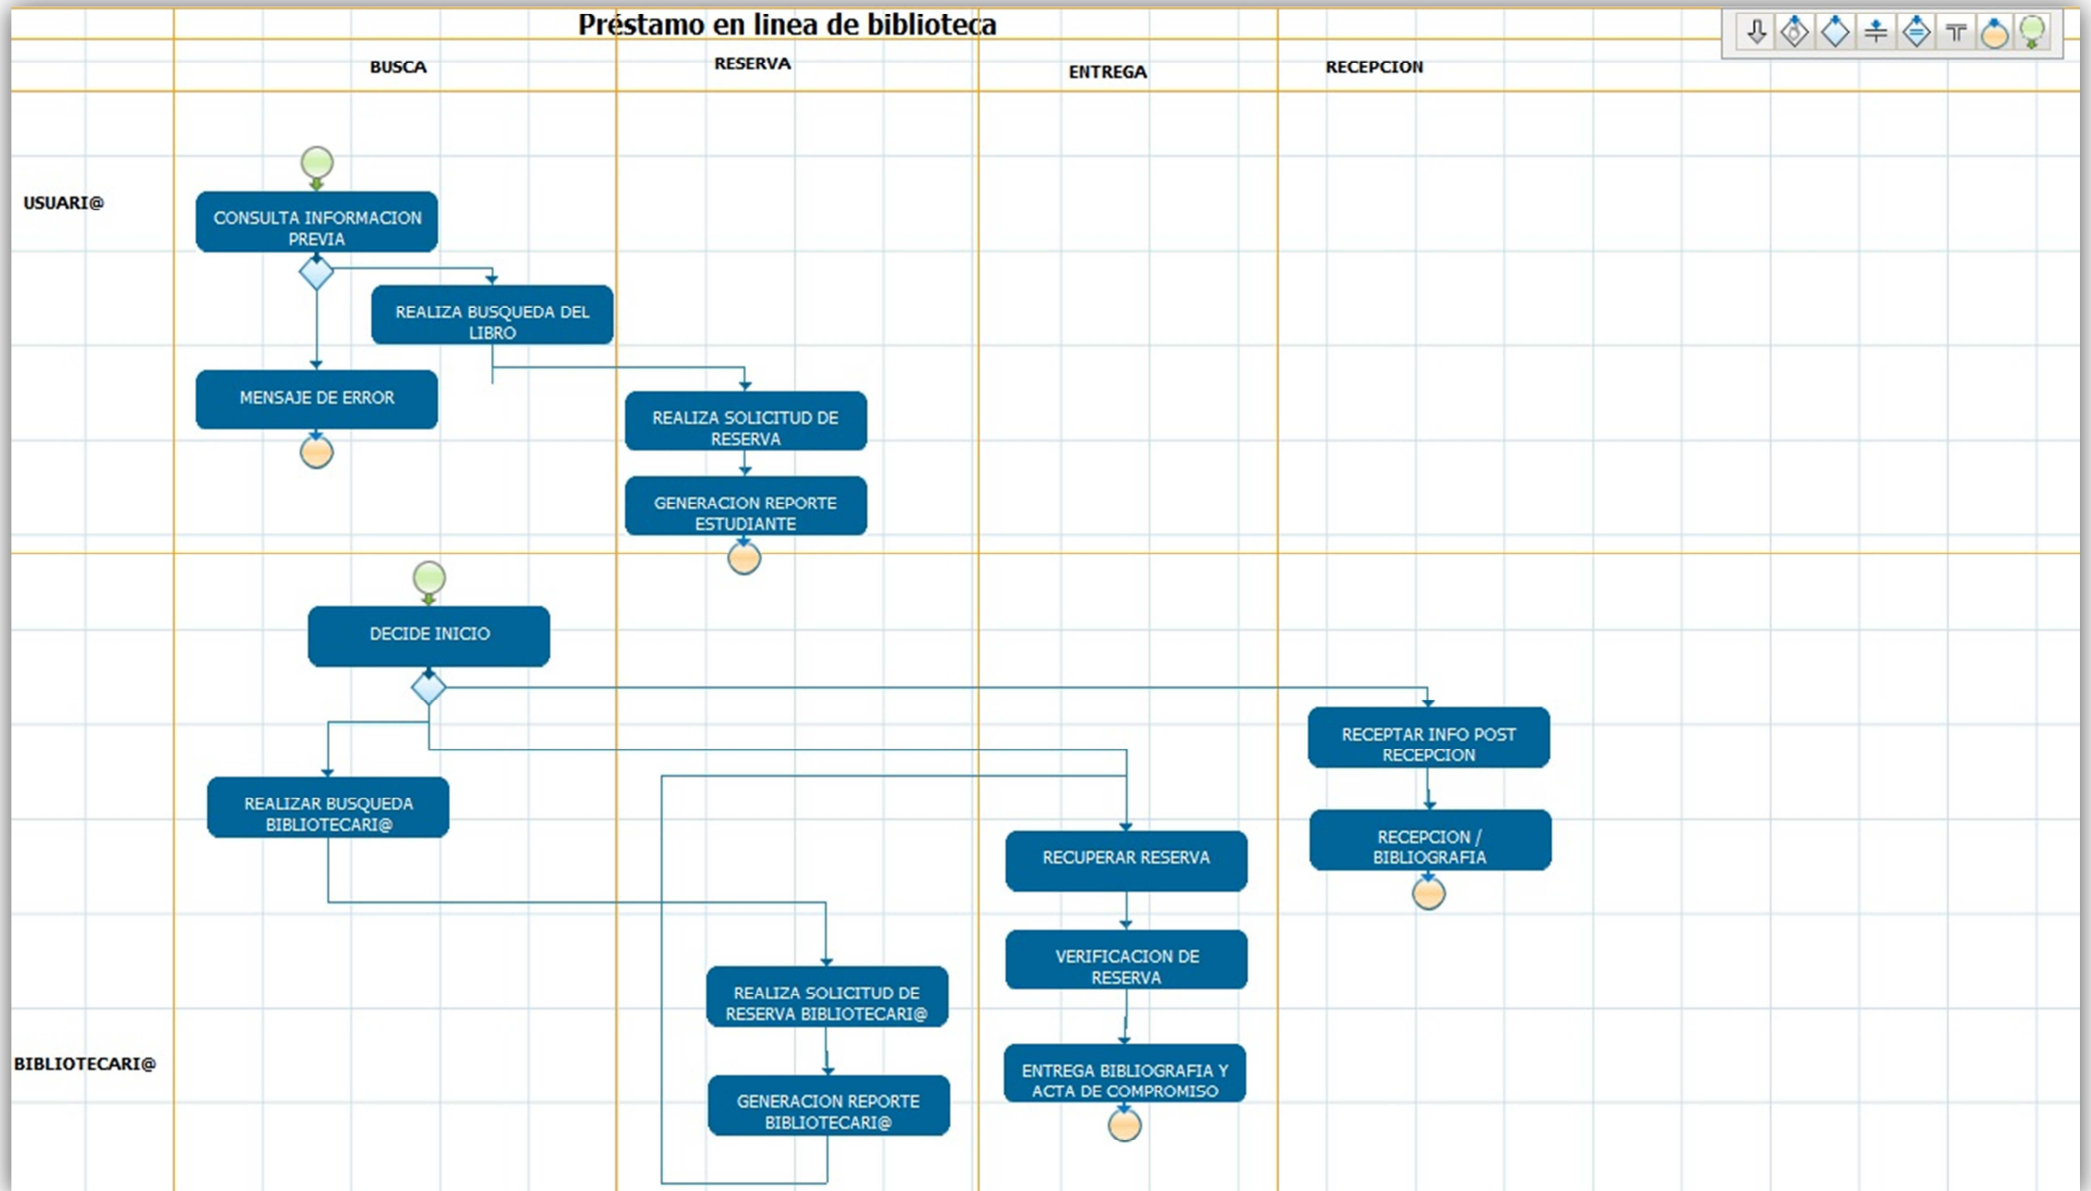 Préstamo en linea de biblioteca
BUSCA
RESERVA
ENTREGA
RECEPCION
USUARI@
CONSULTA INFORMACION
PREVIA
REALIZA BUSQUEDA DEL
LIBRO
MENSAJE DE ERROR
REALIZA SOLICITUD DE
RESERVA
GENERACION REPORTE
ESTUDIANTE
DECIDE INICIO
RECEPTAR INFO POST
RECEPCION
REALIZAR BUSQUEDA
BIBLIOTECARI@
RECEPCION /
BIBLIOGRAFIA
RECUPERAR RESERVA
VERIFICACION DE
RESERVA
REALIZA SOLICITUD DE
RESERVA BIBLIOTECARI@
BIBLIOTECARI@
ENTREGA BIBLIOGRAFIA Y
ACTA DE COMPROMISO
GENERACION REPORTE
BIBLIOTECARI@